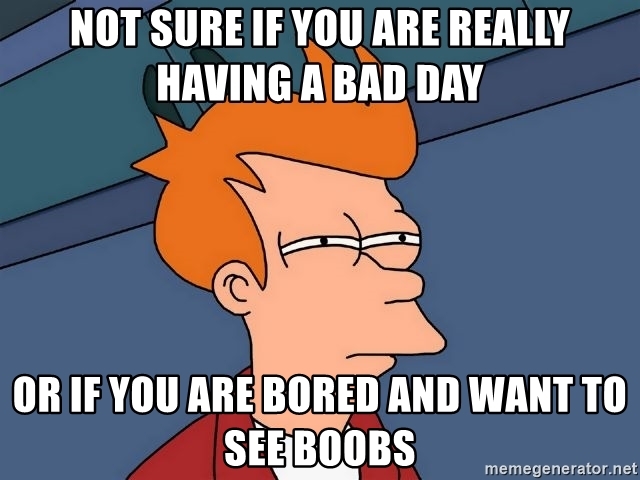 NOT SURE IF YOU ARE REALLY
HAVING A BAD DAY
OR IF YOU ARE BORED AND WANT TO
SEE BOOBS
memegenerator.net